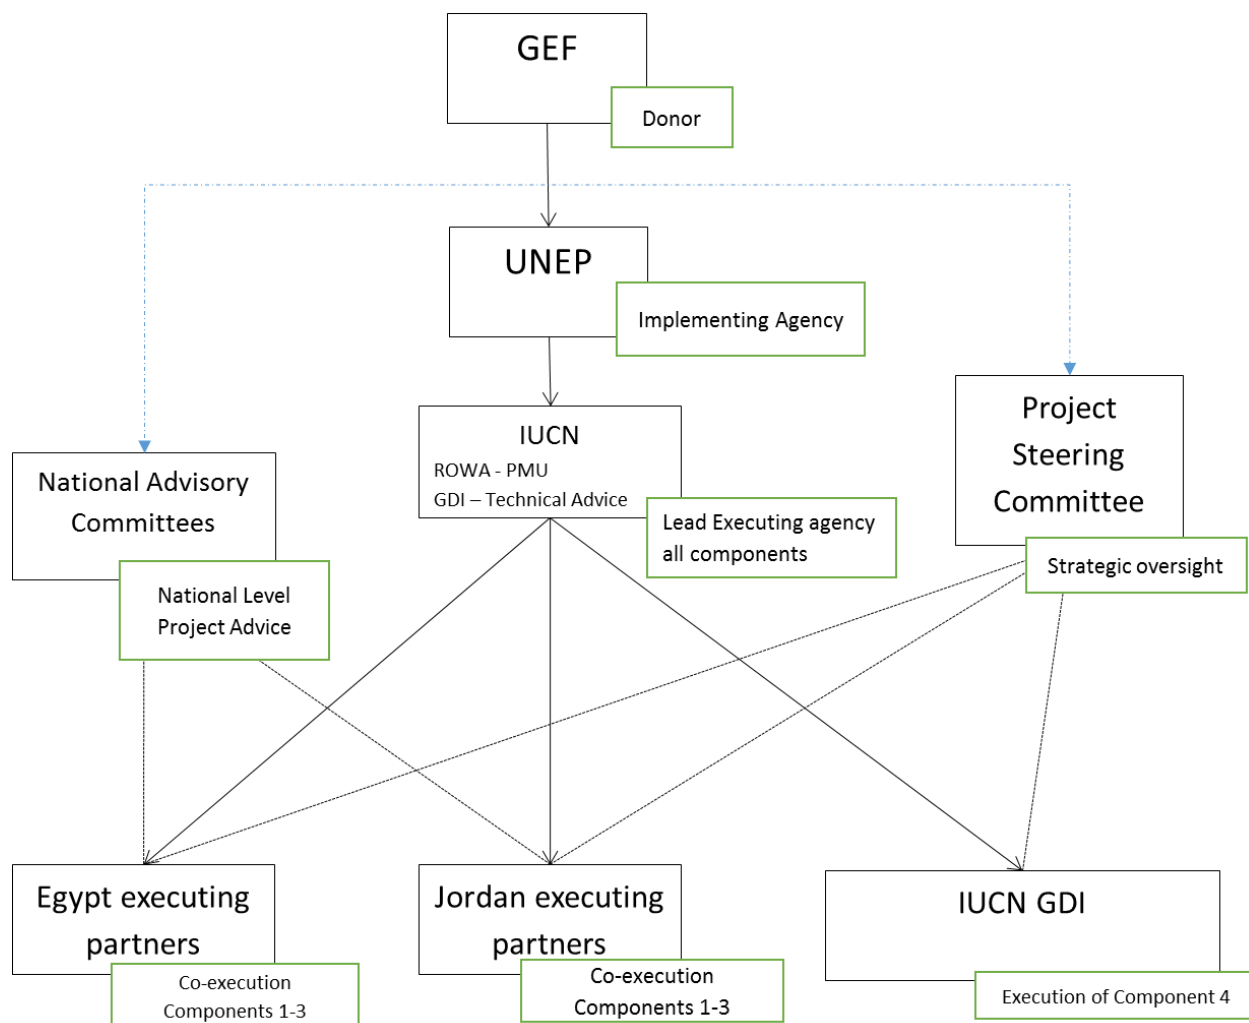 GEF
Donor
UNEP
Implementing Agency
Project
Steering
Committee
Strategic oversight
IUCN
ROWA - PMU
GDI – Technical Advice
Lead Executing agency
all components
National Advisory
Committees
National Level
Project Advice
Egypt executing
partners
Co-execution
Components 1-3
Jordan executing
partners
Co-execution
Components 1-3
IUCN GDI
Execution of Component 4